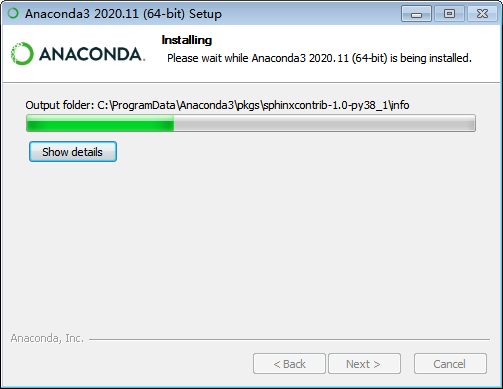 Anaconda3 2020.11 (64-bit) Setup
ANACONDA.
Installing
Please wait while Anaconda3 2020.11 (64-bit) is being installed.
Output folder: C:\ProgramData\Anaconda3\pkgs\sphinxcontrib-1.0-py38_1\info
Show details
Anaconda, Inc.
< Back Next > Cancel